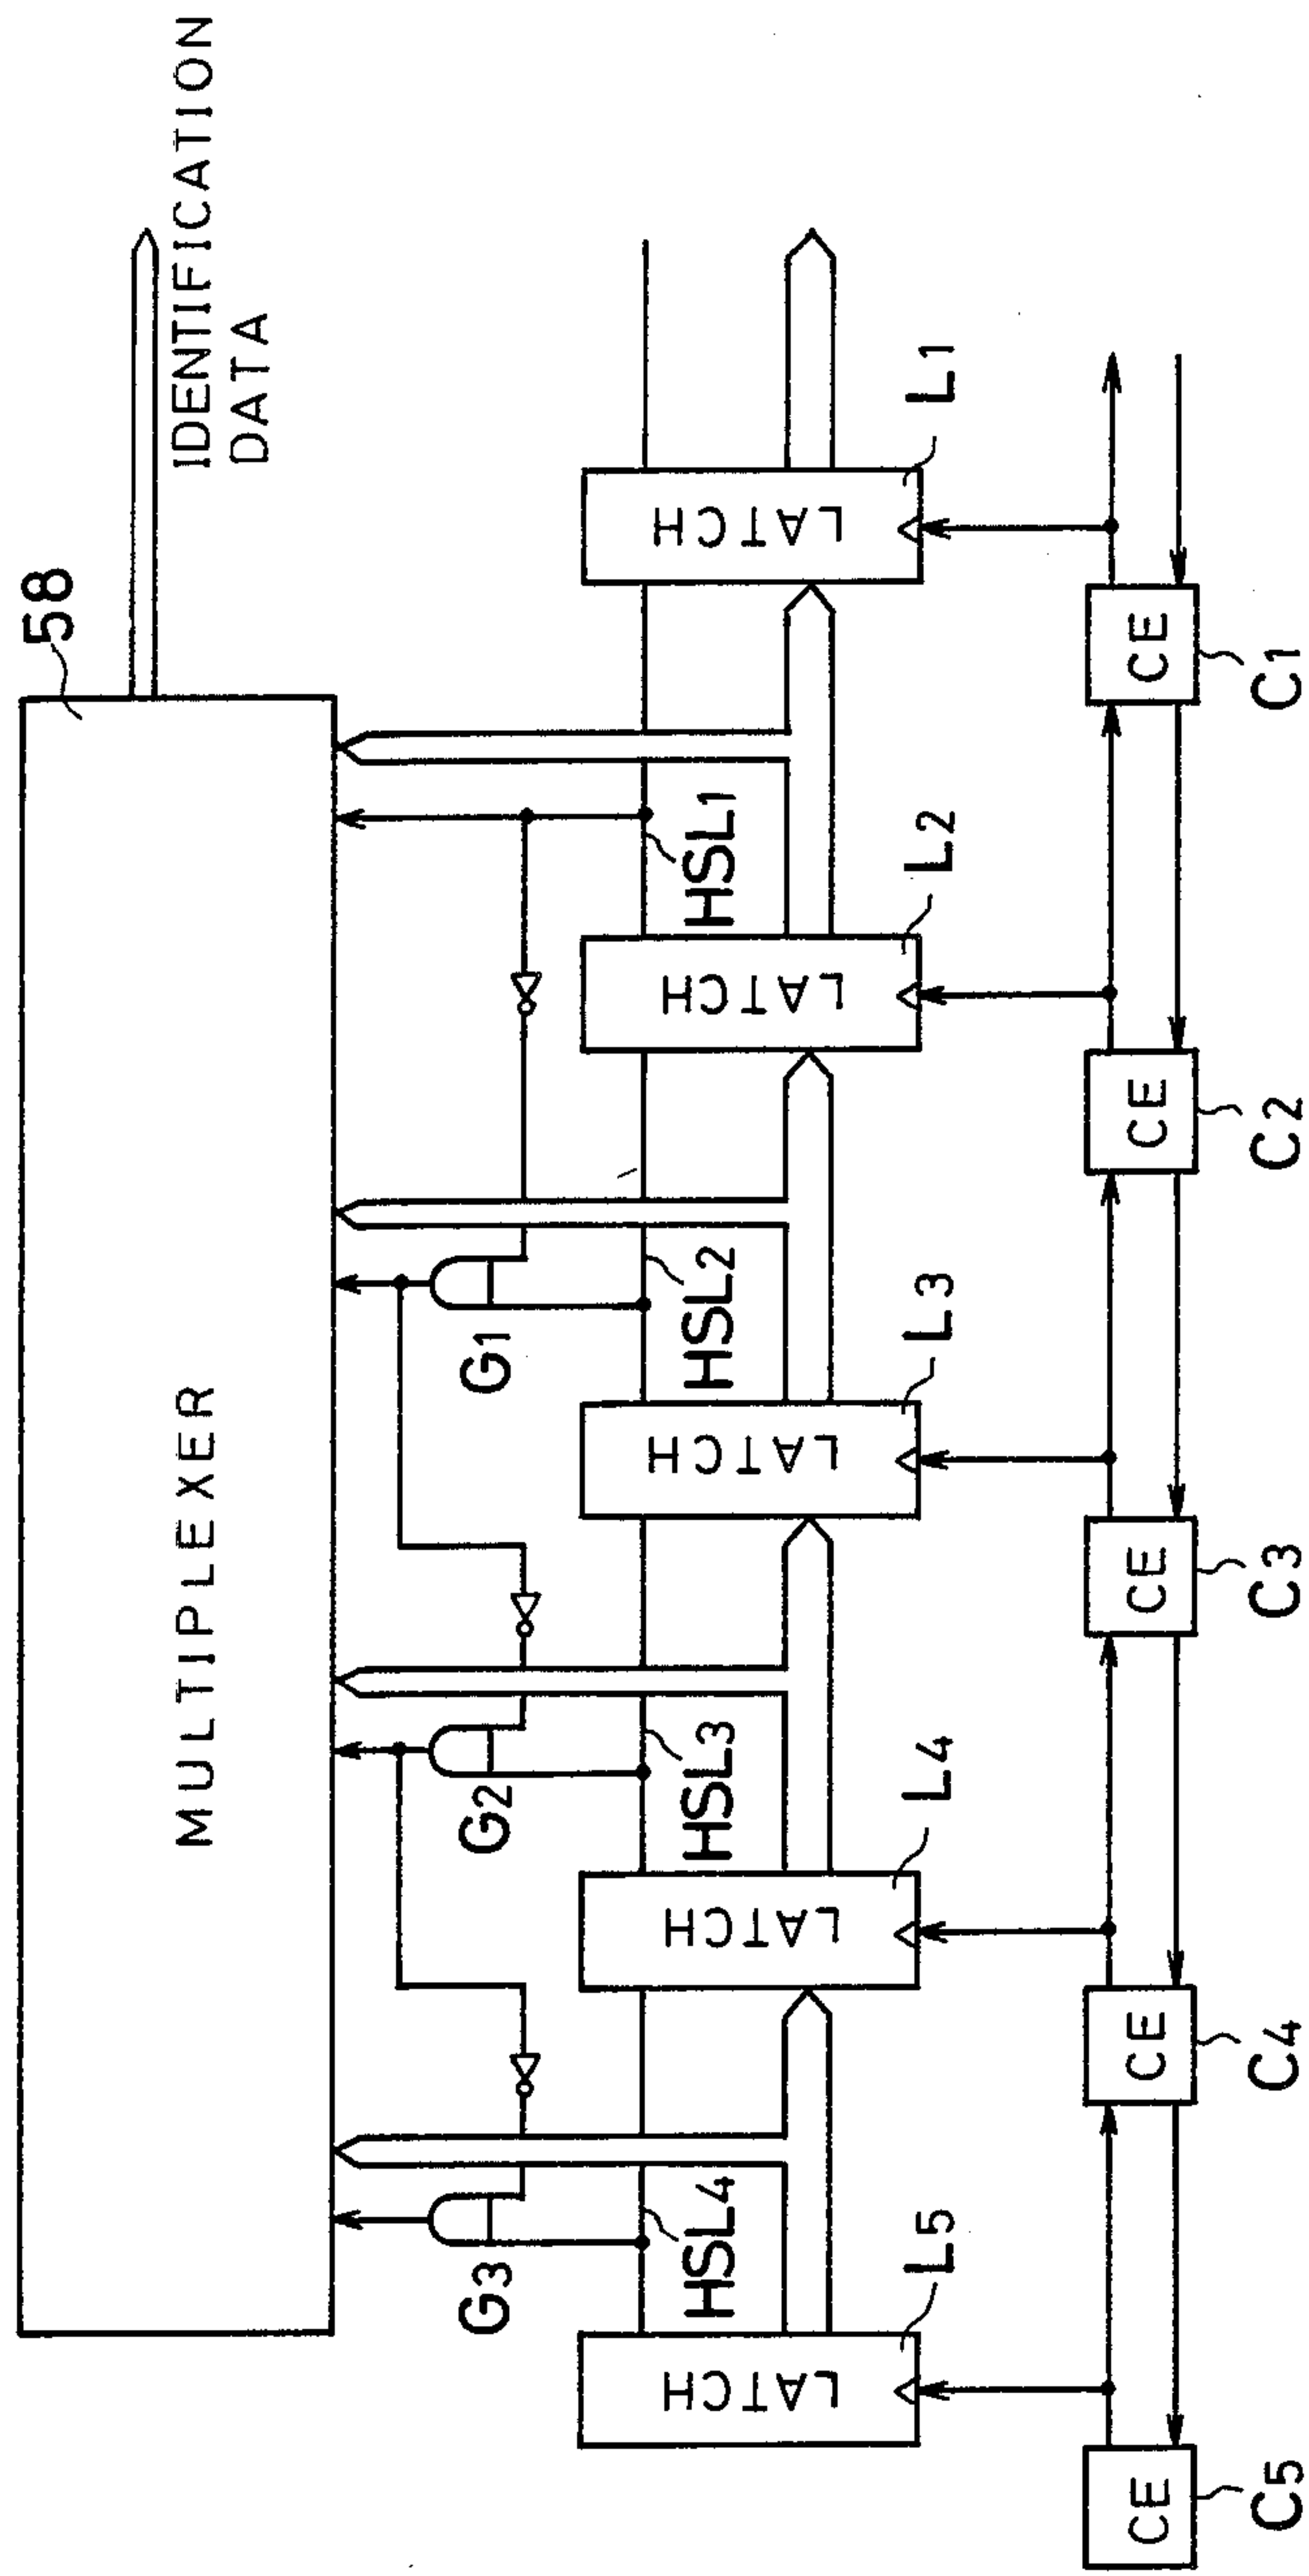 58
MULTIPLEXER
IDENTIFICATION
DATA
G3
G2
G1
HSL4
HSL3
HSL2
HSL1
LATCH
LATCH
LATCH
LATCH
LATCH
L5
L4
L3
L2
L1
CE
CE
CE
CE
CE
C5
C4
C3
C2
C1